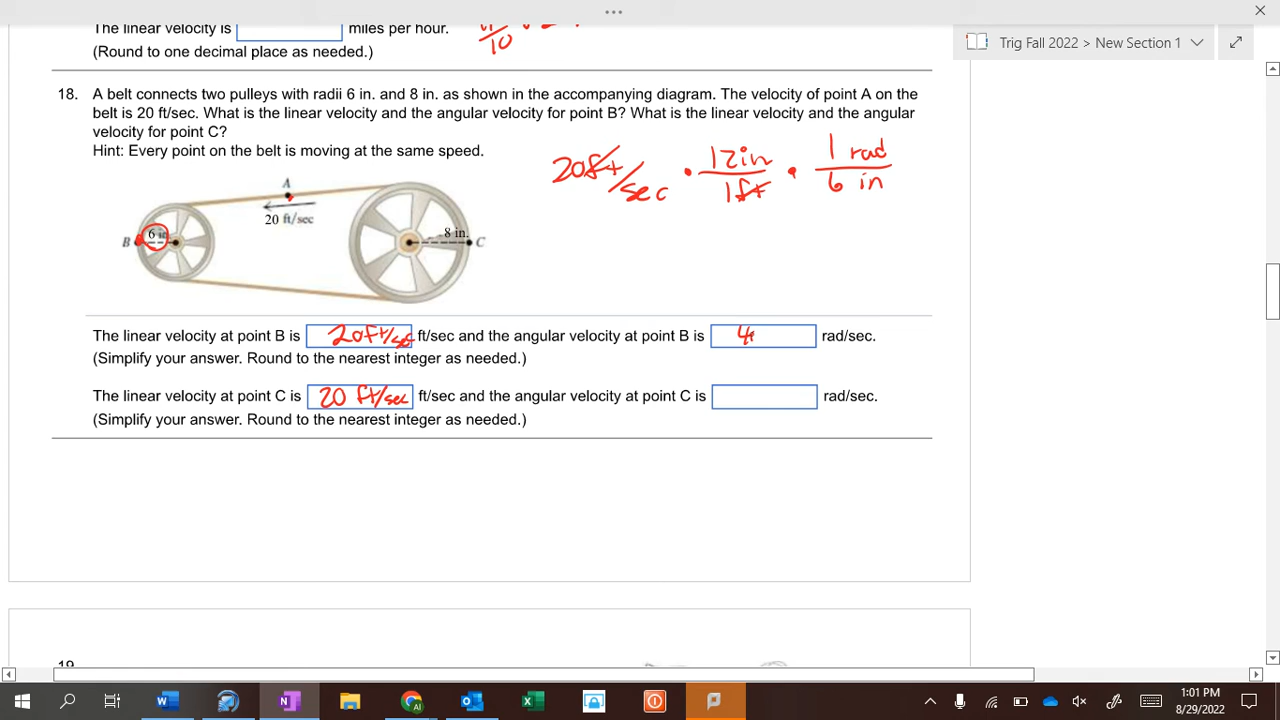 The linear velocity is miles per hour.
10
(Round to one decimal place as needed.)
Trig Fall 2022 > New Section 1
18. A belt connects two pulleys with radii 6 in. and 8 in. as shown in the accompanying diagram. The velocity of point A on the
belt is 20 ft/sec. What is the linear velocity and the angular velocity for point B? What is the linear velocity and the angular
velocity for point C?
Hint: Every point on the belt is moving at the same speed.
20ft/sec · 12in/1ft · 1 rad/6 in
A
20 ft/sec
B 6 in
8 in. C
The linear velocity at point B is 20ft/sec ft/sec and the angular velocity at point B is 4 rad/sec.
(Simplify your answer. Round to the nearest integer as needed.)
The linear velocity at point C is 20 ft/sec ft/sec and the angular velocity at point C is rad/sec.
(Simplify your answer. Round to the nearest integer as needed.)
19
1:01 PM
8/29/2022